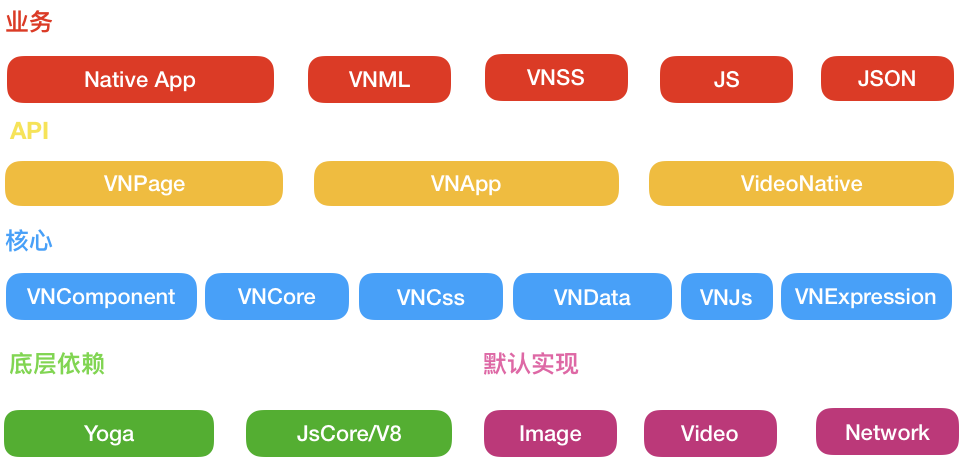 业务
Native App VNML VNSS JS JSON
API
VNPage VNApp VideoNative
核心
VNComponent VNCore VNCss VNData VNJs VNExpression
底层依赖 默认实现
Yoga JsCore/V8 Image Video Network